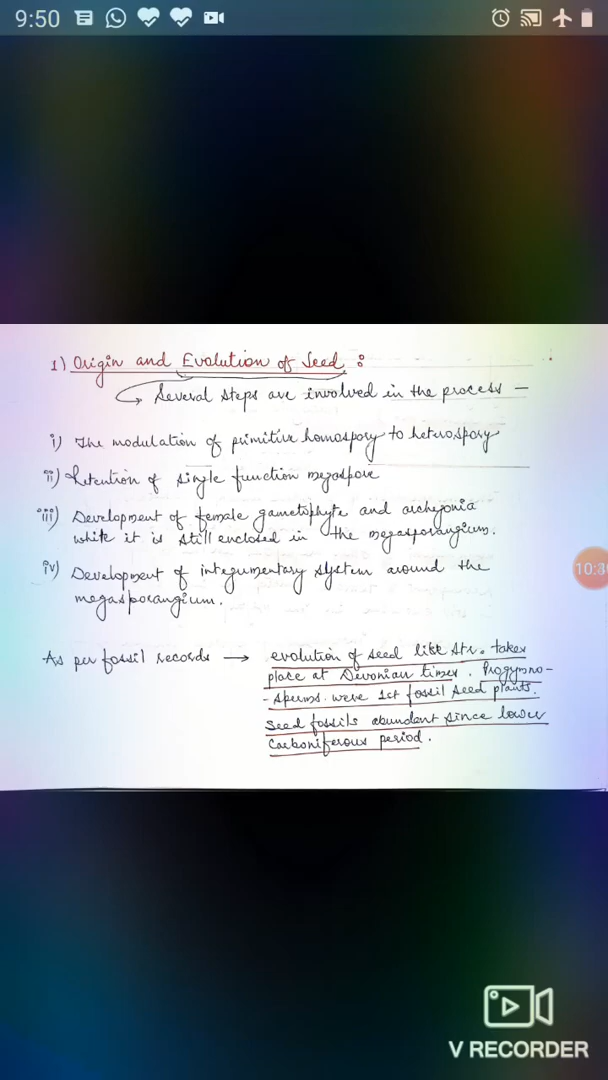 9:50
1) Origin and Evolution of Seed :
Several steps are involved in the process —
i) The modulation of primitive homospory to heterospory
ii) Retention of single function megaspore
iii) Development of female gametophyte and archegonia
while it is still enclosed in the megasporangium.
iv) Development of integumentary system around the
megasporangium.
As per fossil records → evolution of seed like str. takes
place at Devonian times. Progymno-
-sperms were 1st fossil seed plants.
Seed fossils abundent since lower
Carboniferous period.
10:3
V RECORDER